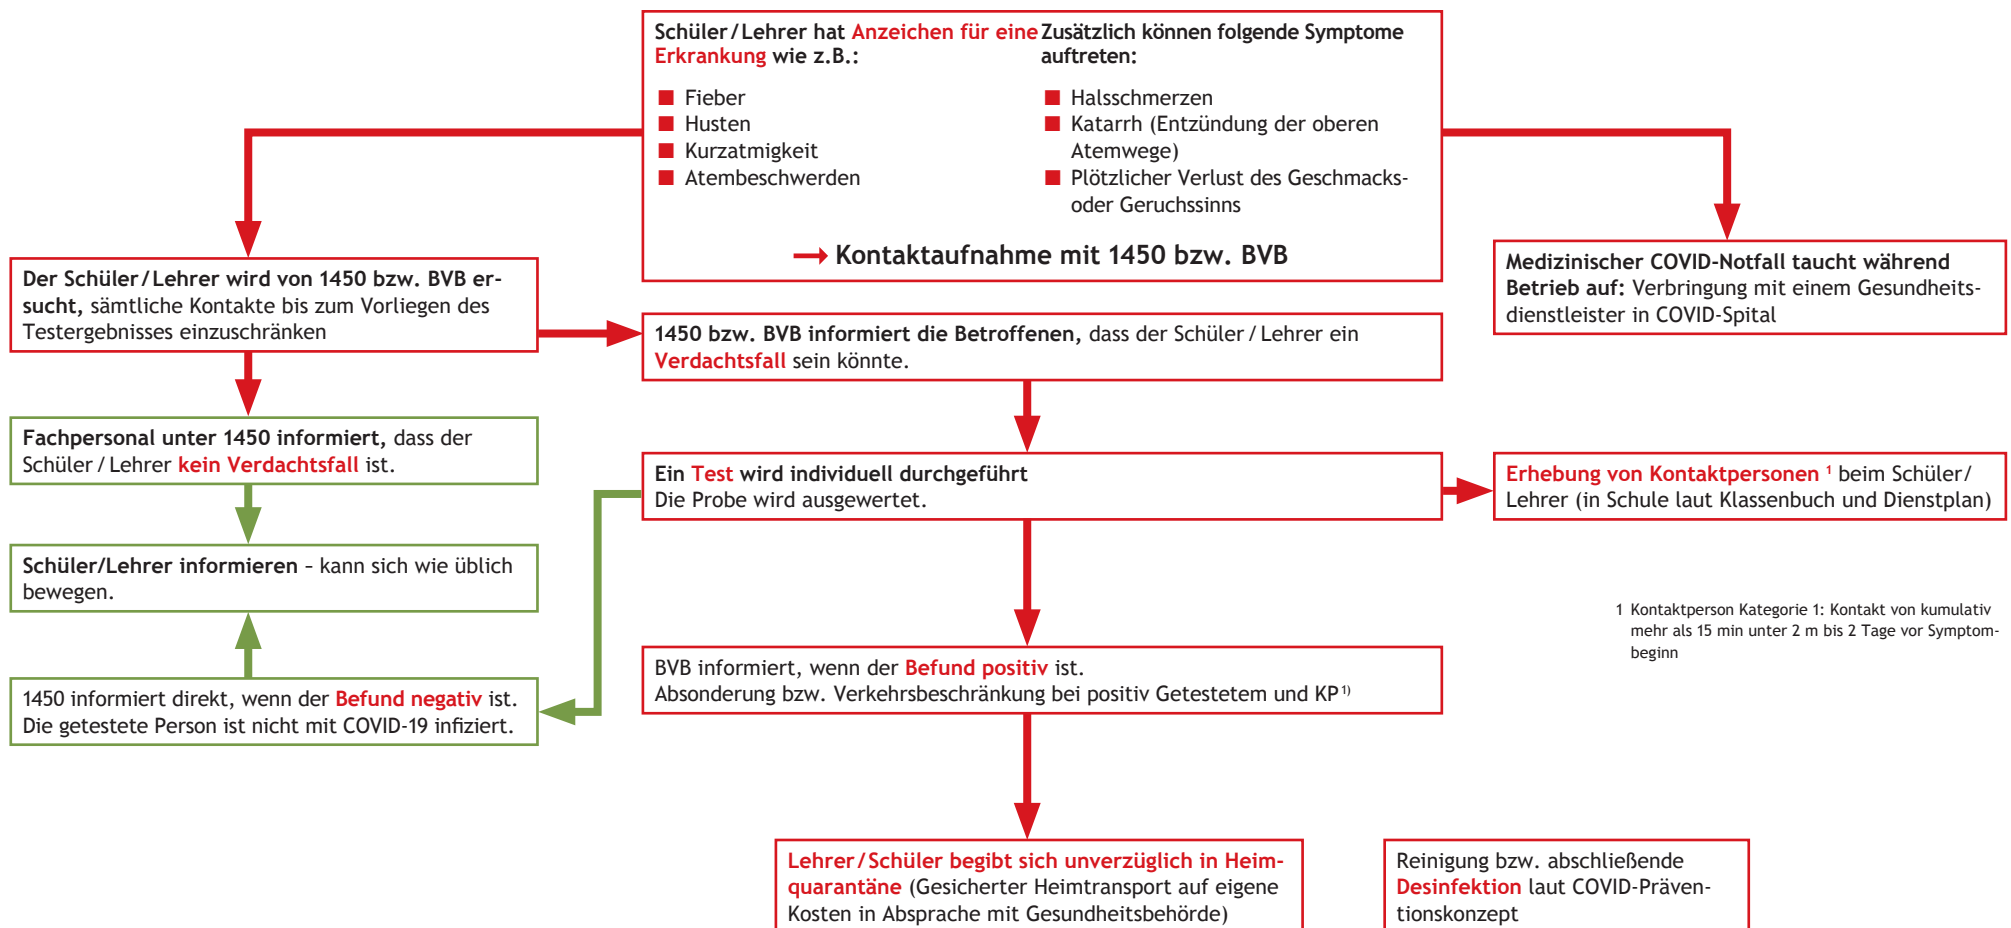 Schüler / Lehrer hat Anzeichen für eine
Erkrankung wie z.B.:
Fieber
Husten
Kurzatmigkeit
Atembeschwerden
Zusätzlich können folgende Symptome
auftreten:
Halsschmerzen
Katarrh (Entzündung der oberen
Atemwege)
Plötzlicher Verlust des Geschmacks-
oder Geruchssinns
→ Kontaktaufnahme mit 1450 bzw. BVB
Der Schüler / Lehrer wird von 1450 bzw. BVB er-
sucht, sämtliche Kontakte bis zum Vorliegen des
Testergebnisses einzuschränken
Medizinischer COVID-Notfall taucht während
Betrieb auf: Verbringung mit einem Gesundheits-
dienstleister in COVID-Spital
1450 bzw. BVB informiert die Betroffenen, dass der Schüler / Lehrer ein
Verdachtsfall sein könnte.
Fachpersonal unter 1450 informiert, dass der
Schüler / Lehrer kein Verdachtsfall ist.
Ein Test wird individuell durchgeführt
Die Probe wird ausgewertet.
Erhebung von Kontaktpersonen ¹ beim Schüler/
Lehrer (in Schule laut Klassenbuch und Dienstplan)
Schüler/Lehrer informieren – kann sich wie üblich
bewegen.
1 Kontaktperson Kategorie 1: Kontakt von kumulativ
mehr als 15 min unter 2 m bis 2 Tage vor Symptom-
beginn
1450 informiert direkt, wenn der Befund negativ ist.
Die getestete Person ist nicht mit COVID-19 infiziert.
BVB informiert, wenn der Befund positiv ist.
Absonderung bzw. Verkehrsbeschränkung bei positiv Getestetem und KP ¹⁾
Lehrer / Schüler begibt sich unverzüglich in Heim-
quarantäne (Gesicherter Heimtransport auf eigene
Kosten in Absprache mit Gesundheitsbehörde)
Reinigung bzw. abschließende
Desinfektion laut COVID-Präven-
tionskonzept